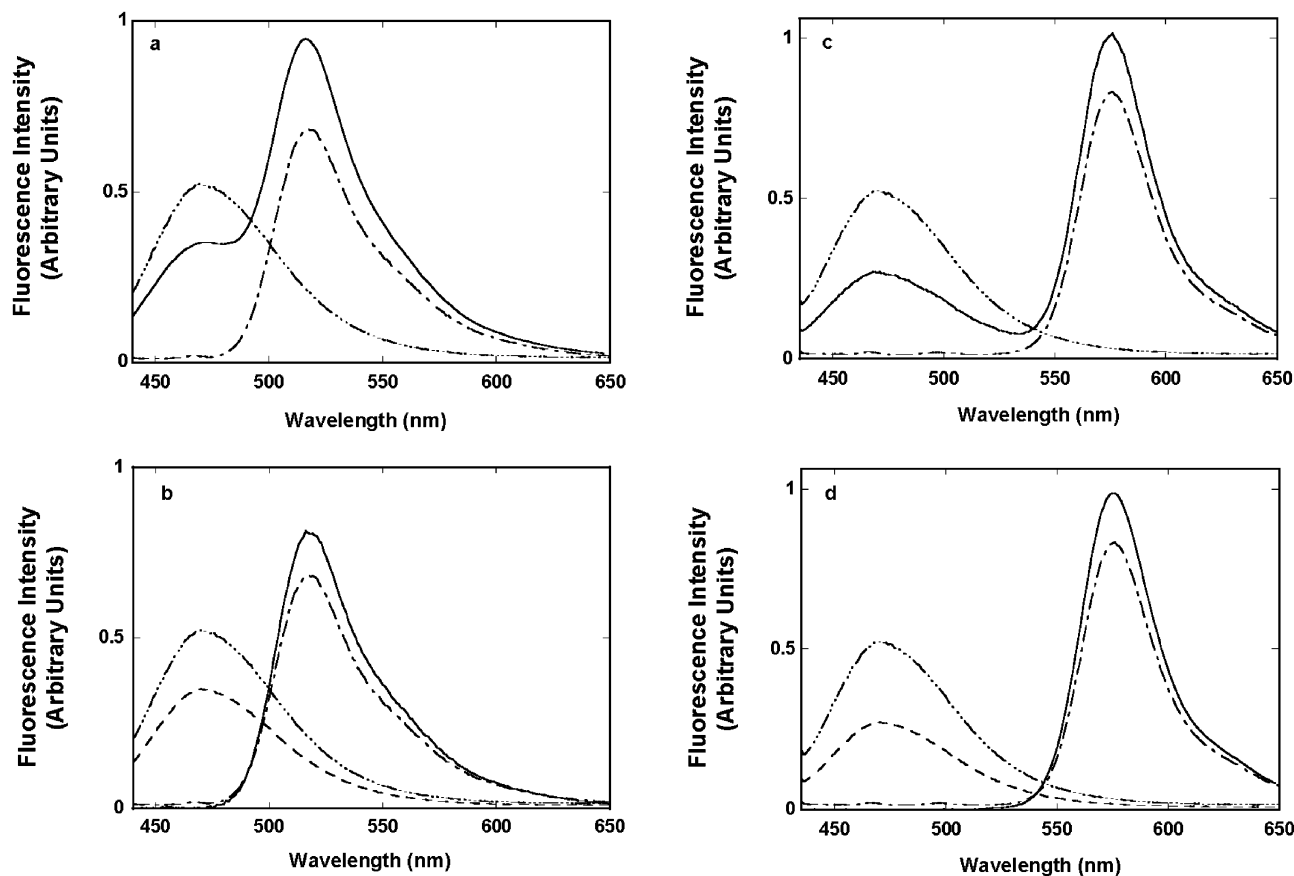 a
1
0.5
0
450 500 550 600 650
Wavelength (nm)
Fluorescence Intensity
(Arbitrary Units)
c
1
0.5
0
450 500 550 600 650
Wavelength (nm)
Fluorescence Intensity
(Arbitrary Units)
b
1
0.5
0
450 500 550 600 650
Wavelength (nm)
Fluorescence Intensity
(Arbitrary Units)
d
1
0.5
0
450 500 550 600 650
Wavelength (nm)
Fluorescence Intensity
(Arbitrary Units)